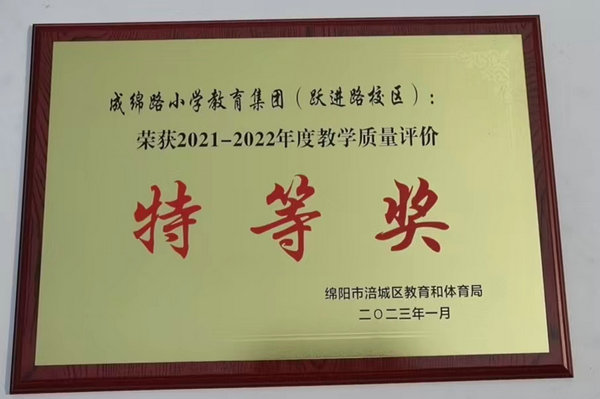 成绵路小学教育集团（跃进路校区）：
荣获2021-2022年度教学质量评价
特等奖
绵阳市涪城区教育和体育局
二〇二三年一月